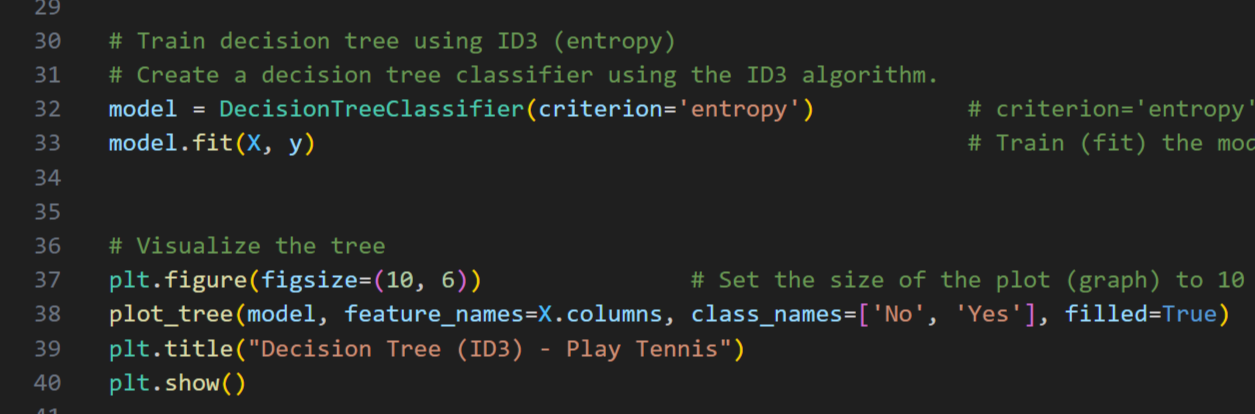 29
30 # Train decision tree using ID3 (entropy)
31 # Create a decision tree classifier using the ID3 algorithm.
32 model = DecisionTreeClassifier(criterion='entropy') # criterion='entropy'
33 model.fit(X, y) # Train (fit) the
34
35
36 # Visualize the tree
37 plt.figure(figsize=(10, 6)) # Set the size of the plot (graph) to 10
38 plot_tree(model, feature_names=X.columns, class_names=['No', 'Yes'], filled=True)
39 plt.title("Decision Tree (ID3) - Play Tennis")
40 plt.show()
41